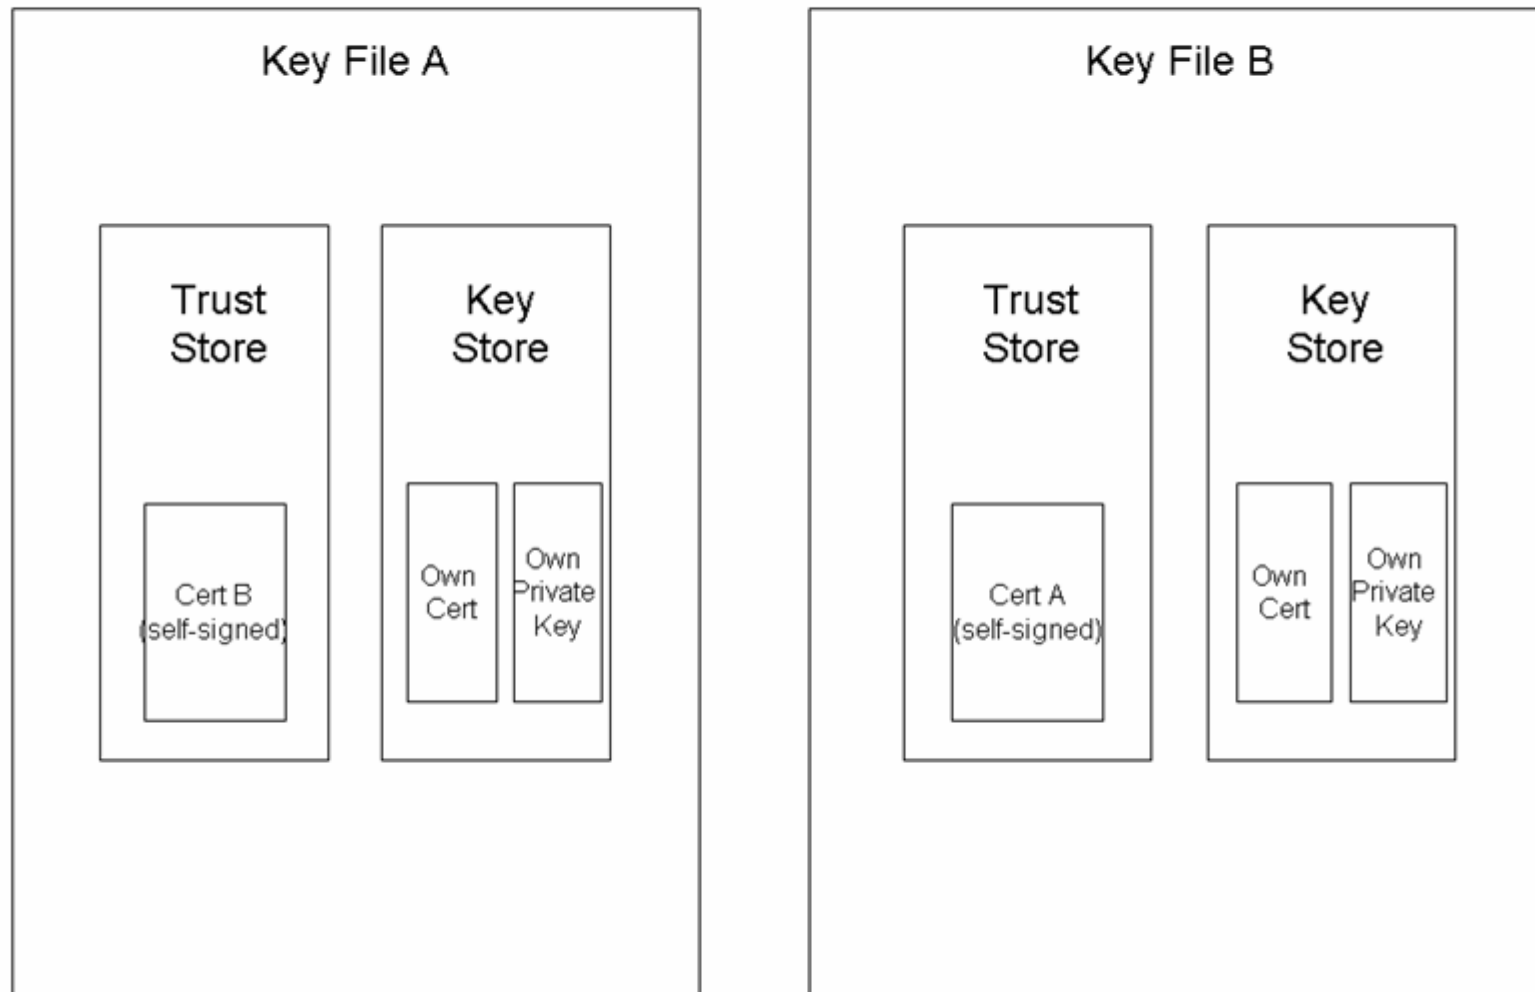 Key File A
Trust
Store
Key
Store
Cert B
(self-signed)
Own
Cert
Own
Private
Key
Key File B
Trust
Store
Key
Store
Cert A
(self-signed)
Own
Cert
Own
Private
Key